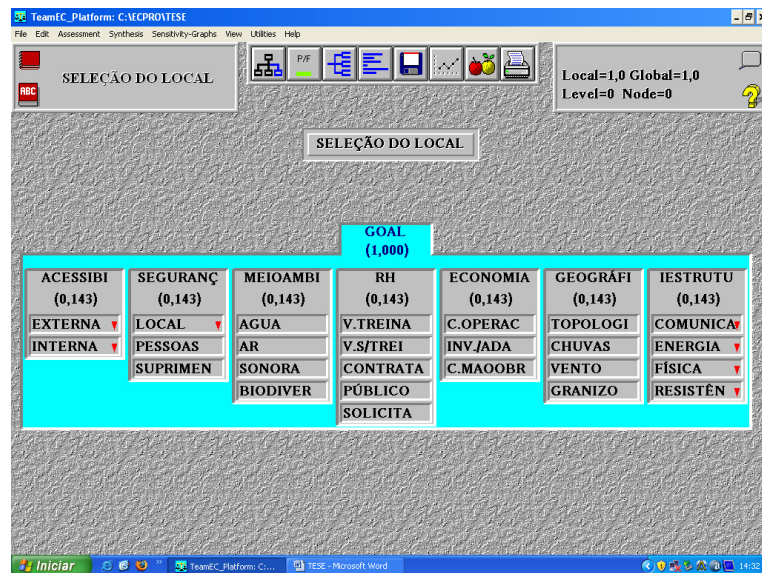 TeamEC_Platform: C:\ECPRO\TESE
File Edit Assessment Synthesis Sensitivity-Graphs View Utilities Help
ABC
SELEÇÃO DO LOCAL
P/F
Local=1,0 Global=1,0
Level=0 Node=0
SELEÇÃO DO LOCAL
GOAL
(1,000)
ACESSIBI SEGURANÇ MEIOAMBI RH ECONOMIA GEOGRÁFI IESTRUTU
(0,143) (0,143) (0,143) (0,143) (0,143) (0,143) (0,143)
EXTERNA LOCAL AGUA V.TREINA C.OPERAC TOPOLOGI COMUNICA
INTERNA PESSOAS AR V.S/TREI INV./ADA CHUVAS ENERGIA
SUPRIMEN SONORA CONTRATA C.MAOOBR VENTO FÍSICA
BIODIVER PÚBLICO GRANIZO RESISTÊN
SOLICITA
Iniciar TeamEC_Platform: C:... TESE - Microsoft Word 14:32